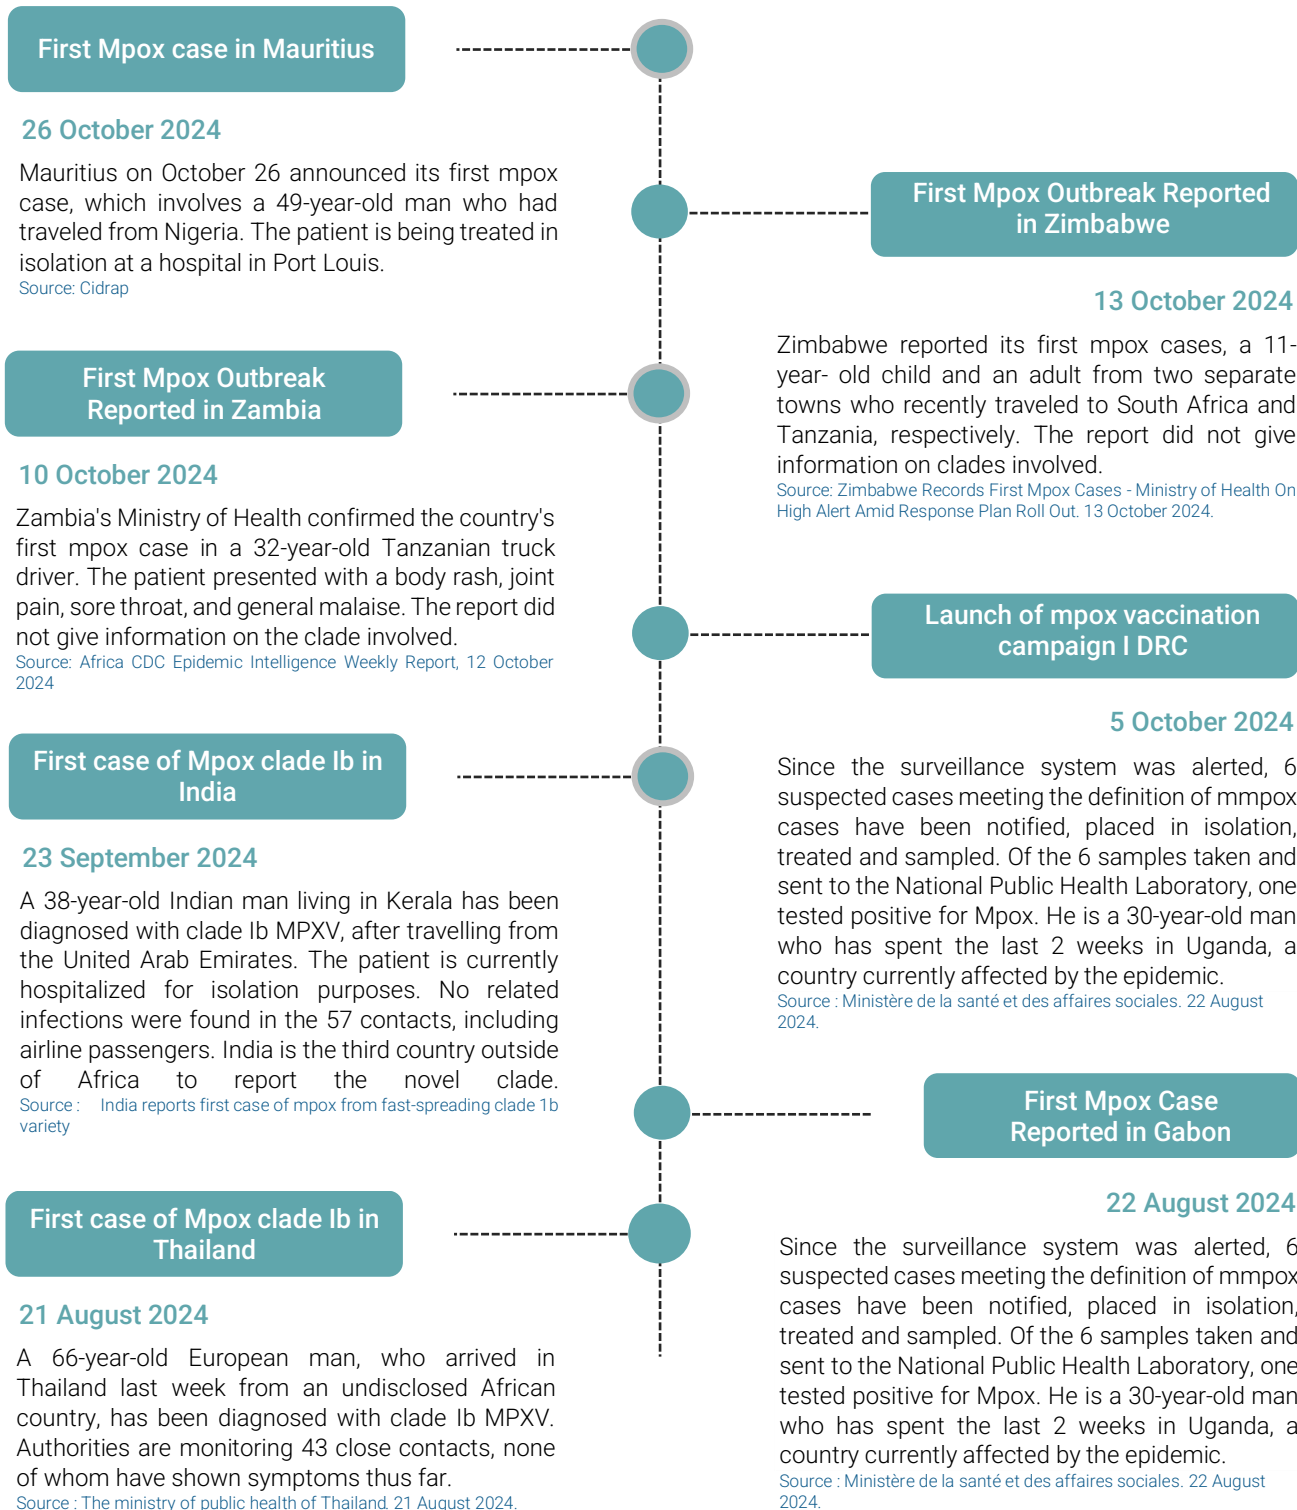 First Mpox case in Mauritius
26 October 2024
Mauritius on October 26 announced its first mpox
case, which involves a 49-year-old man who had
traveled from Nigeria. The patient is being treated in
isolation at a hospital in Port Louis.
Source: Cidrap
First Mpox Outbreak Reported
in Zimbabwe
13 October 2024
Zimbabwe reported its first mpox cases, a 11-
year- old child and an adult from two separate
towns who recently traveled to South Africa and
Tanzania, respectively. The report did not give
information on clades involved.
Source: Zimbabwe Records First Mpox Cases - Ministry of Health On
High Alert Amid Response Plan Roll Out. 13 October 2024.
First Mpox Outbreak
Reported in Zambia
10 October 2024
Zambia's Ministry of Health confirmed the country's
first mpox case in a 32-year-old Tanzanian truck
driver. The patient presented with a body rash, joint
pain, sore throat, and general malaise. The report did
not give information on the clade involved.
Source: Africa CDC Epidemic Intelligence Weekly Report, 12 October
2024
Launch of mpox vaccination
campaign I DRC
5 October 2024
Since the surveillance system was alerted, 6
suspected cases meeting the definition of mmpox
cases have been notified, placed in isolation,
treated and sampled. Of the 6 samples taken and
sent to the National Public Health Laboratory, one
tested positive for Mpox. He is a 30-year-old man
who has spent the last 2 weeks in Uganda, a
country currently affected by the epidemic.
Source : Ministère de la santé et des affaires sociales. 22 August
2024.
First case of Mpox clade Ib in
India
23 September 2024
A 38-year-old Indian man living in Kerala has been
diagnosed with clade Ib MPXV, after travelling from
the United Arab Emirates. The patient is currently
hospitalized for isolation purposes. No related
infections were found in the 57 contacts, including
airline passengers. India is the third country outside
of Africa to report the novel clade.
Source : India reports first case of mpox from fast-spreading clade 1b
variety
First Mpox Case
Reported in Gabon
22 August 2024
Since the surveillance system was alerted, 6
suspected cases meeting the definition of mmpox
cases have been notified, placed in isolation,
treated and sampled. Of the 6 samples taken and
sent to the National Public Health Laboratory, one
tested positive for Mpox. He is a 30-year-old man
who has spent the last 2 weeks in Uganda, a
country currently affected by the epidemic.
Source : Ministère de la santé et des affaires sociales. 22 August
2024.
First case of Mpox clade Ib in
Thailand
21 August 2024
A 66-year-old European man, who arrived in
Thailand last week from an undisclosed African
country, has been diagnosed with clade Ib MPXV.
Authorities are monitoring 43 close contacts, none
of whom have shown symptoms thus far.
Source : The ministry of public health of Thailand. 21 August 2024.